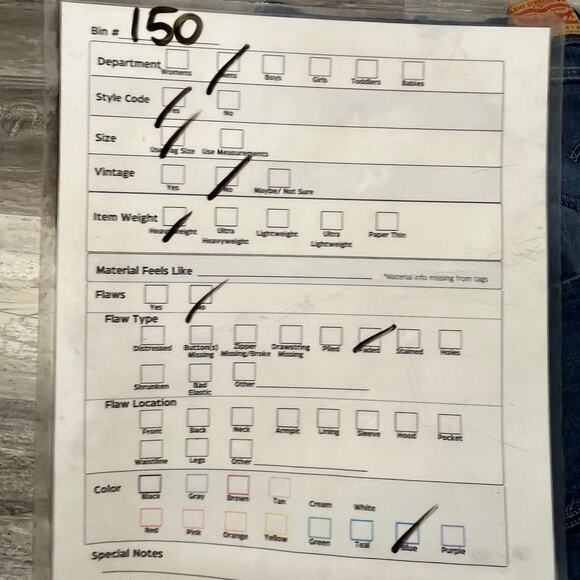 Bin # 150
Department Womens Mens Boys Girls Toddlers Babies
Style Code Yes No
Size Use Tag Size Use Measurements
Vintage Yes No Maybe/ Not Sure
Item Weight Heavyweight Ultra Heavyweight Lightweight Ultra Lightweight Paper Thin
Material Feels Like *Material info missing from tags
Flaws Yes No
Flaw Type
Distressed Button(s) Missing Zipper Missing/Broke Drawstring Missing Pilled Faded Stained Holes
Shrunken Bad Elastic Other
Flaw Location
Front Back Neck Armpit Lining Sleeve Hood Pocket
Waistline Legs Other
Color Black Gray Brown Tan Cream White
Red Pink Orange Yellow Green Teal Blue Purple
Special Notes